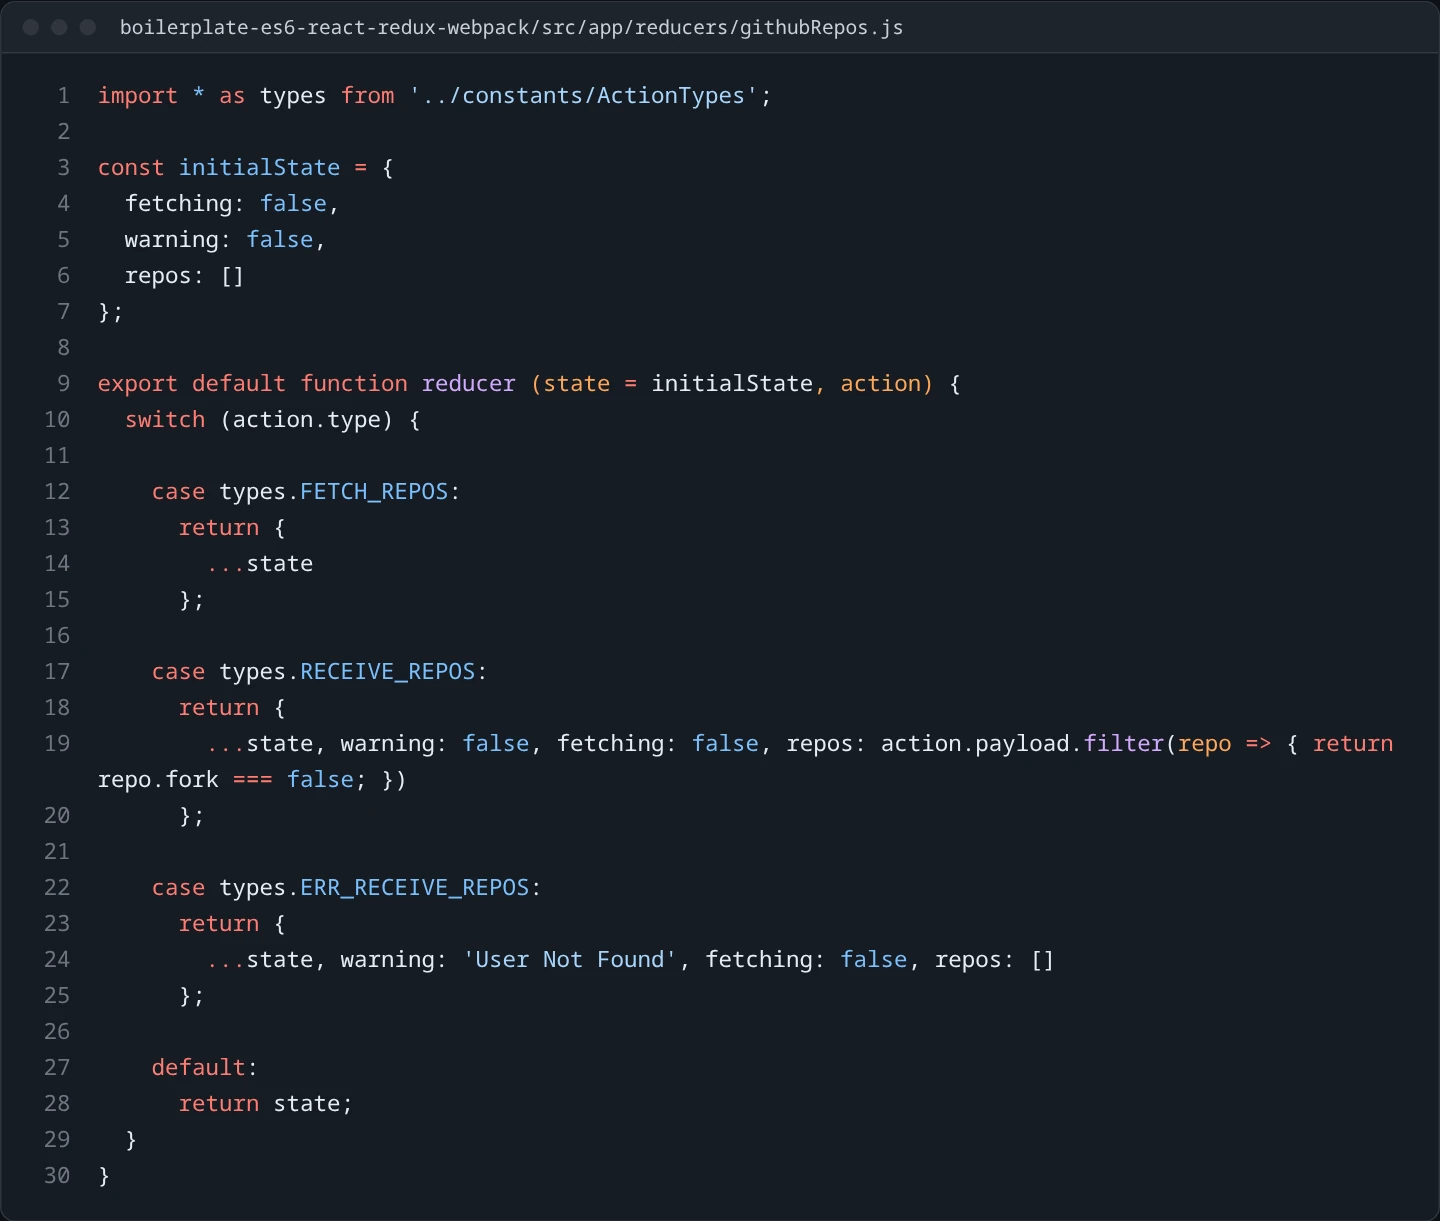 boilerplate-es6-react-redux-webpack/src/app/reducers/githubRepos.js
1 import * as types from '../constants/ActionTypes';
2
3 const initialState = {
4   fetching: false,
5   warning: false,
6   repos: []
7 };
8
9 export default function reducer (state = initialState, action) {
10   switch (action.type) {
11
12     case types.FETCH_REPOS:
13       return {
14         ...state
15       };
16
17     case types.RECEIVE_REPOS:
18       return {
19         ...state, warning: false, fetching: false, repos: action.payload.filter(repo => { return
repo.fork === false; })
20       };
21
22     case types.ERR_RECEIVE_REPOS:
23       return {
24         ...state, warning: 'User Not Found', fetching: false, repos: []
25       };
26
27     default:
28       return state;
29   }
30 }